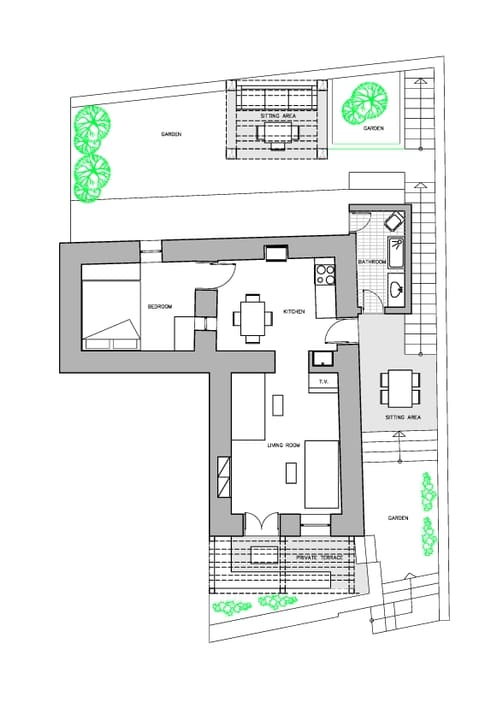 SITTING AREA
GARDEN
GARDEN
BATHROOM
BEDROOM
KITCHEN
T.V.
SITTING AREA
LIVING ROOM
GARDEN
PRIVATE TERRACE